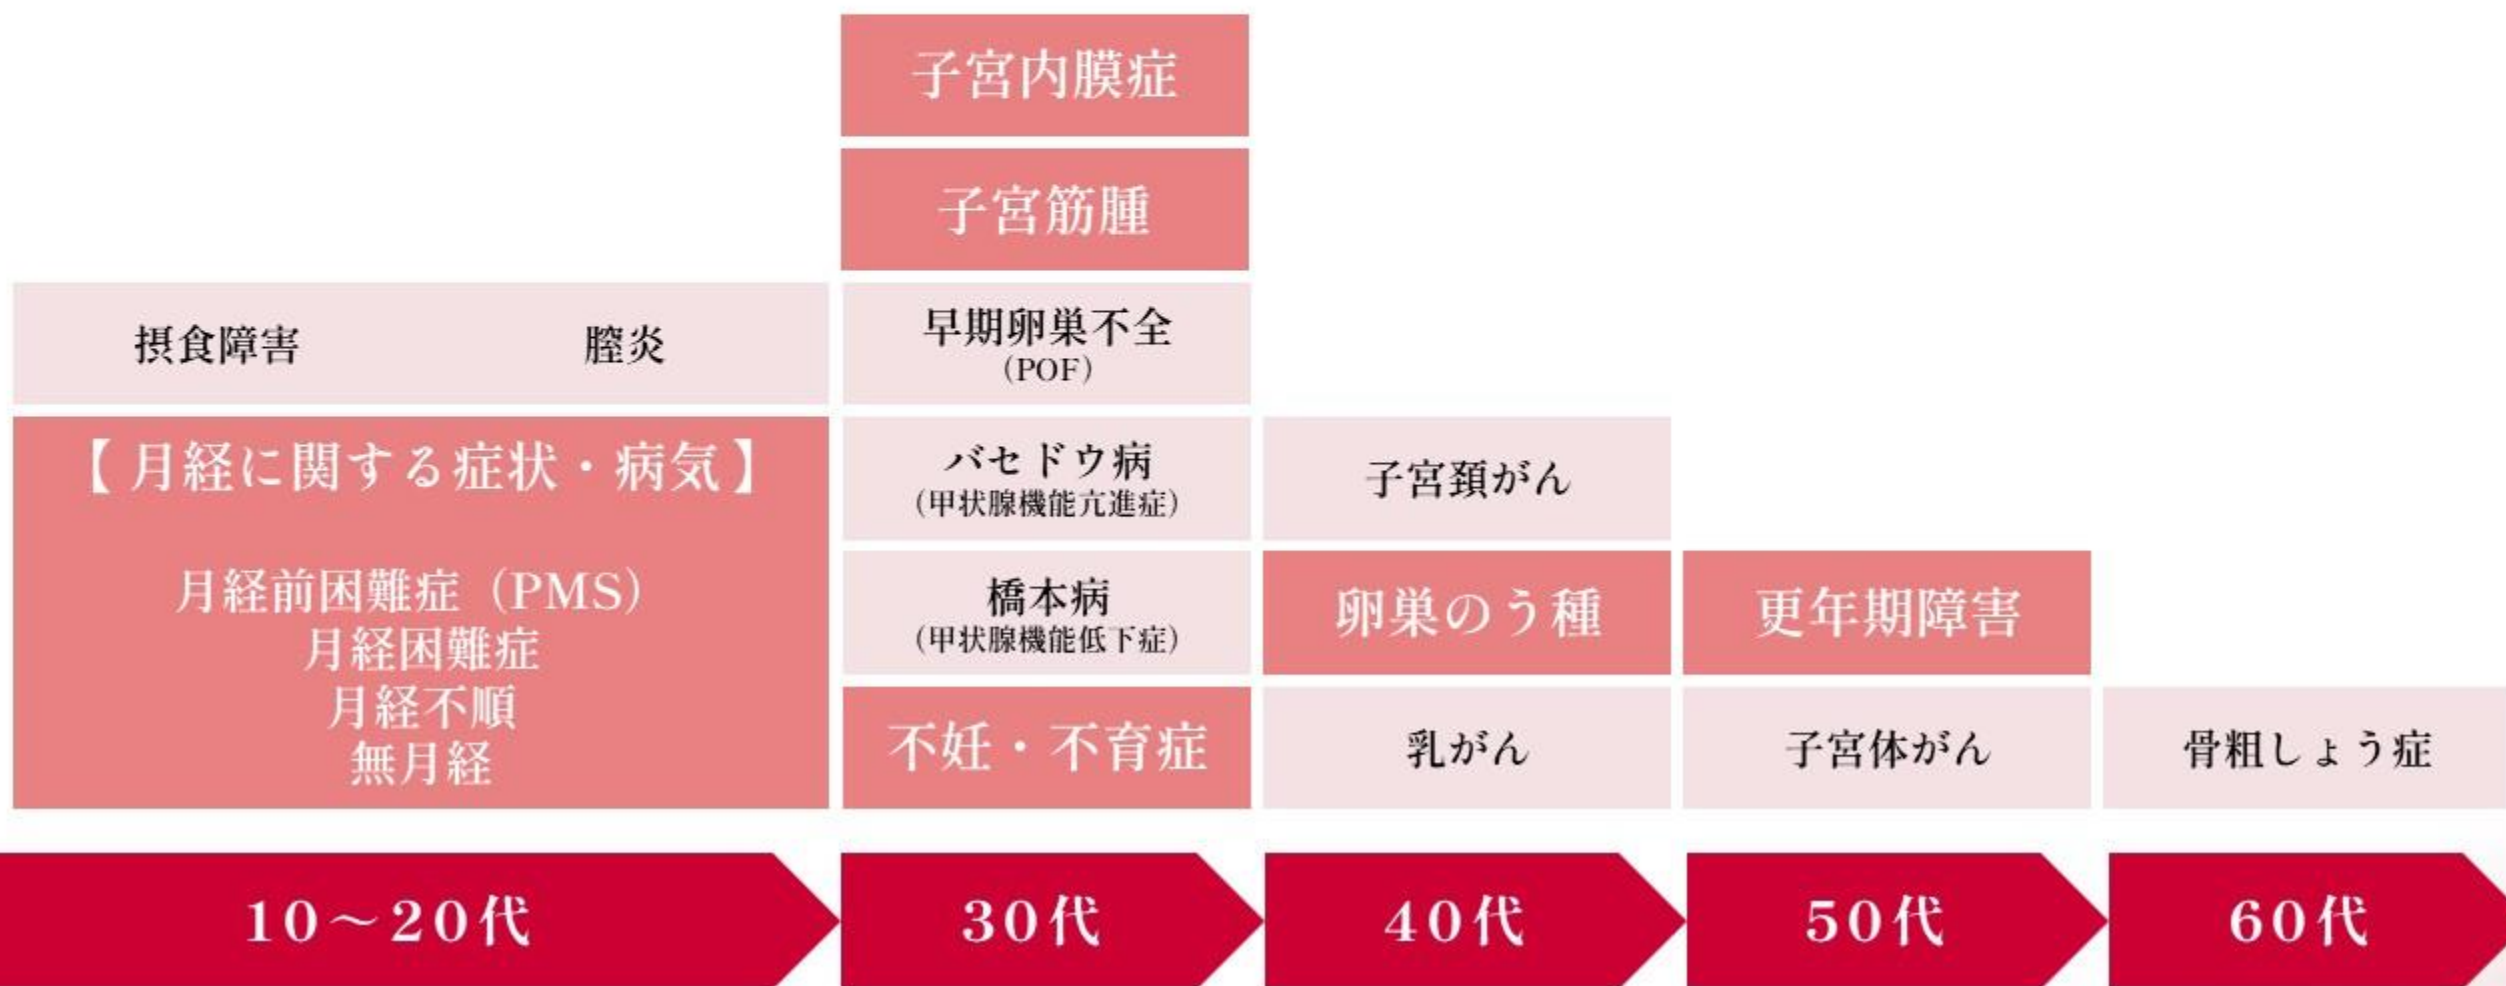 子宮内膜症
子宮筋腫
摂食障害
膣炎
早期卵巣不全
（POF）
【 月経に関する症状・病気 】
月経前困難症（PMS）
月経困難症
月経不順
無月経
バセドウ病
（甲状腺機能亢進症）
子宮頚がん
橋本病
（甲状腺機能低下症）
卵巣のう種
更年期障害
不妊・不育症
乳がん
子宮体がん
骨粗しょう症
10〜20代
30代
40代
50代
60代